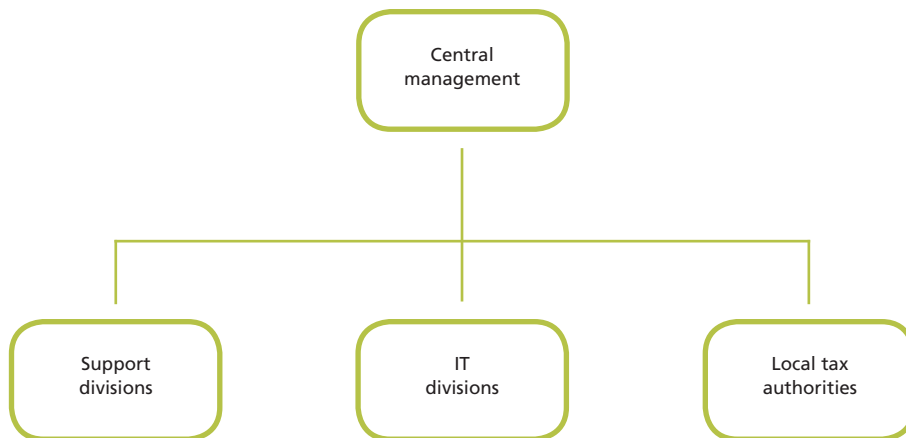 Central
management
Support
divisions
IT
divisions
Local tax
authorities